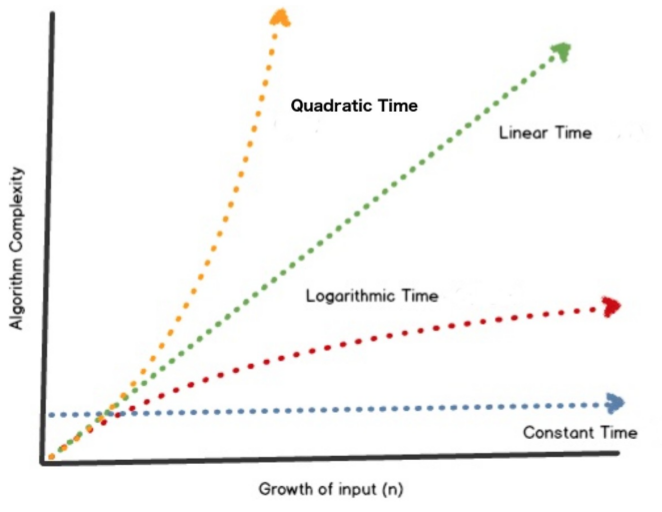 Quadratic Time
Linear Time
Algorithm Complexity
Logarithmic Time
Constant Time
Growth of input (n)